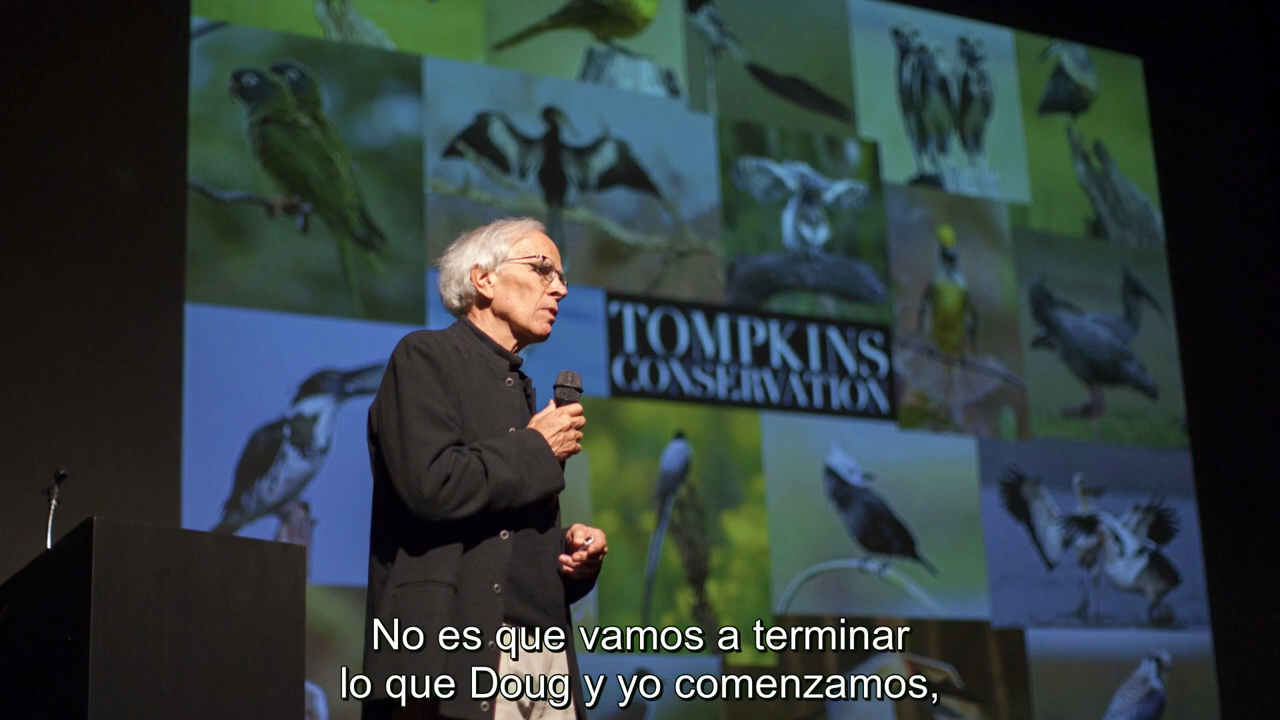 TOMPKINS
CONSERVATION
No es que vamos a terminar
lo que Doug y yo comenzamos,